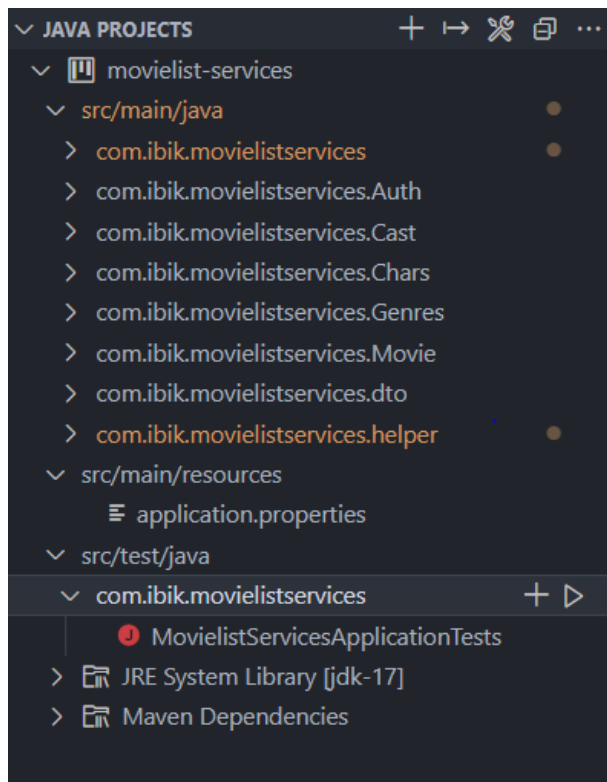 JAVA PROJECTS
movielist-services
src/main/java
com.ibik.movielistservices
com.ibik.movielistservices.Auth
com.ibik.movielistservices.Cast
com.ibik.movielistservices.Chars
com.ibik.movielistservices.Genres
com.ibik.movielistservices.Movie
com.ibik.movielistservices.dto
com.ibik.movielistservices.helper
src/main/resources
application.properties
src/test/java
com.ibik.movielistservices
J MovielistServicesApplicationTests
JRE System Library [jdk-17]
Maven Dependencies